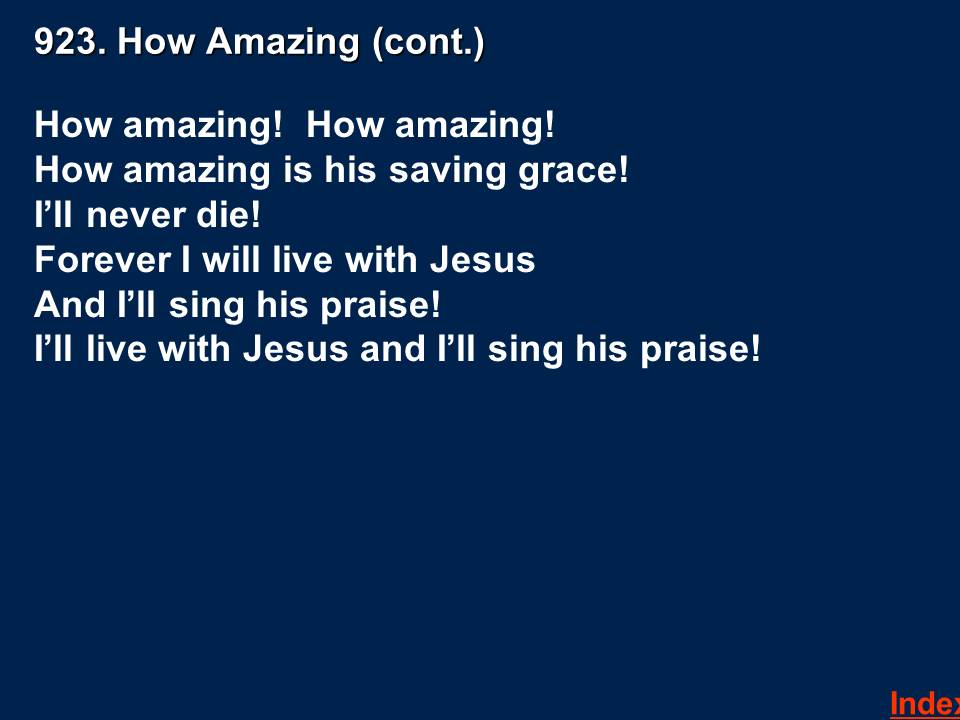 923. How Amazing (cont.)
How amazing!  How amazing!
How amazing is his saving grace!
I’ll never die!
Forever I will live with Jesus
And I’ll sing his praise!
I’ll live with Jesus and I’ll sing his praise!
Index